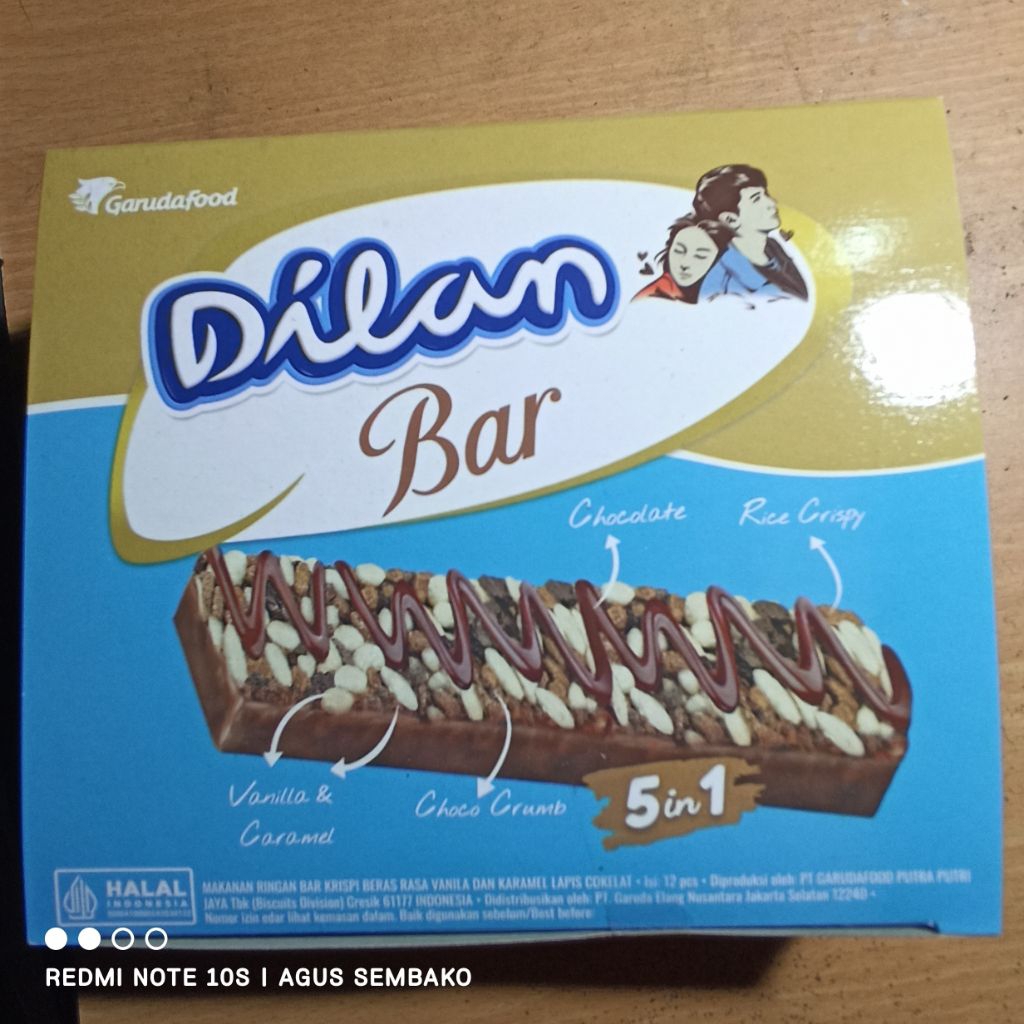 Garudafood
Dilan
Bar
Chocolate
Rice Crispy
Vanilla &
Caramel
Choco Crumb
5 in 1
HALAL
INDONESIA
MAKANAN RINGAN BAR KRISPI BERAS RASA VANILA DAN KARAMEL LAPIS COKELAT • Isi: 12 pcs • Diproduksi oleh: PT GARUDAFOOD PUTRA PUTRI
JAYA Tbk (Biscuits Division) Gresik 61177 INDONESIA • Didistribusikan oleh: PT. Garuda Elang Nusantara Jakarta Selatan 12240 •
Nomor izin edar lihat kemasan dalam. Baik digunakan sebelum/Best before:
REDMI NOTE 10S | AGUS SEMBAKO